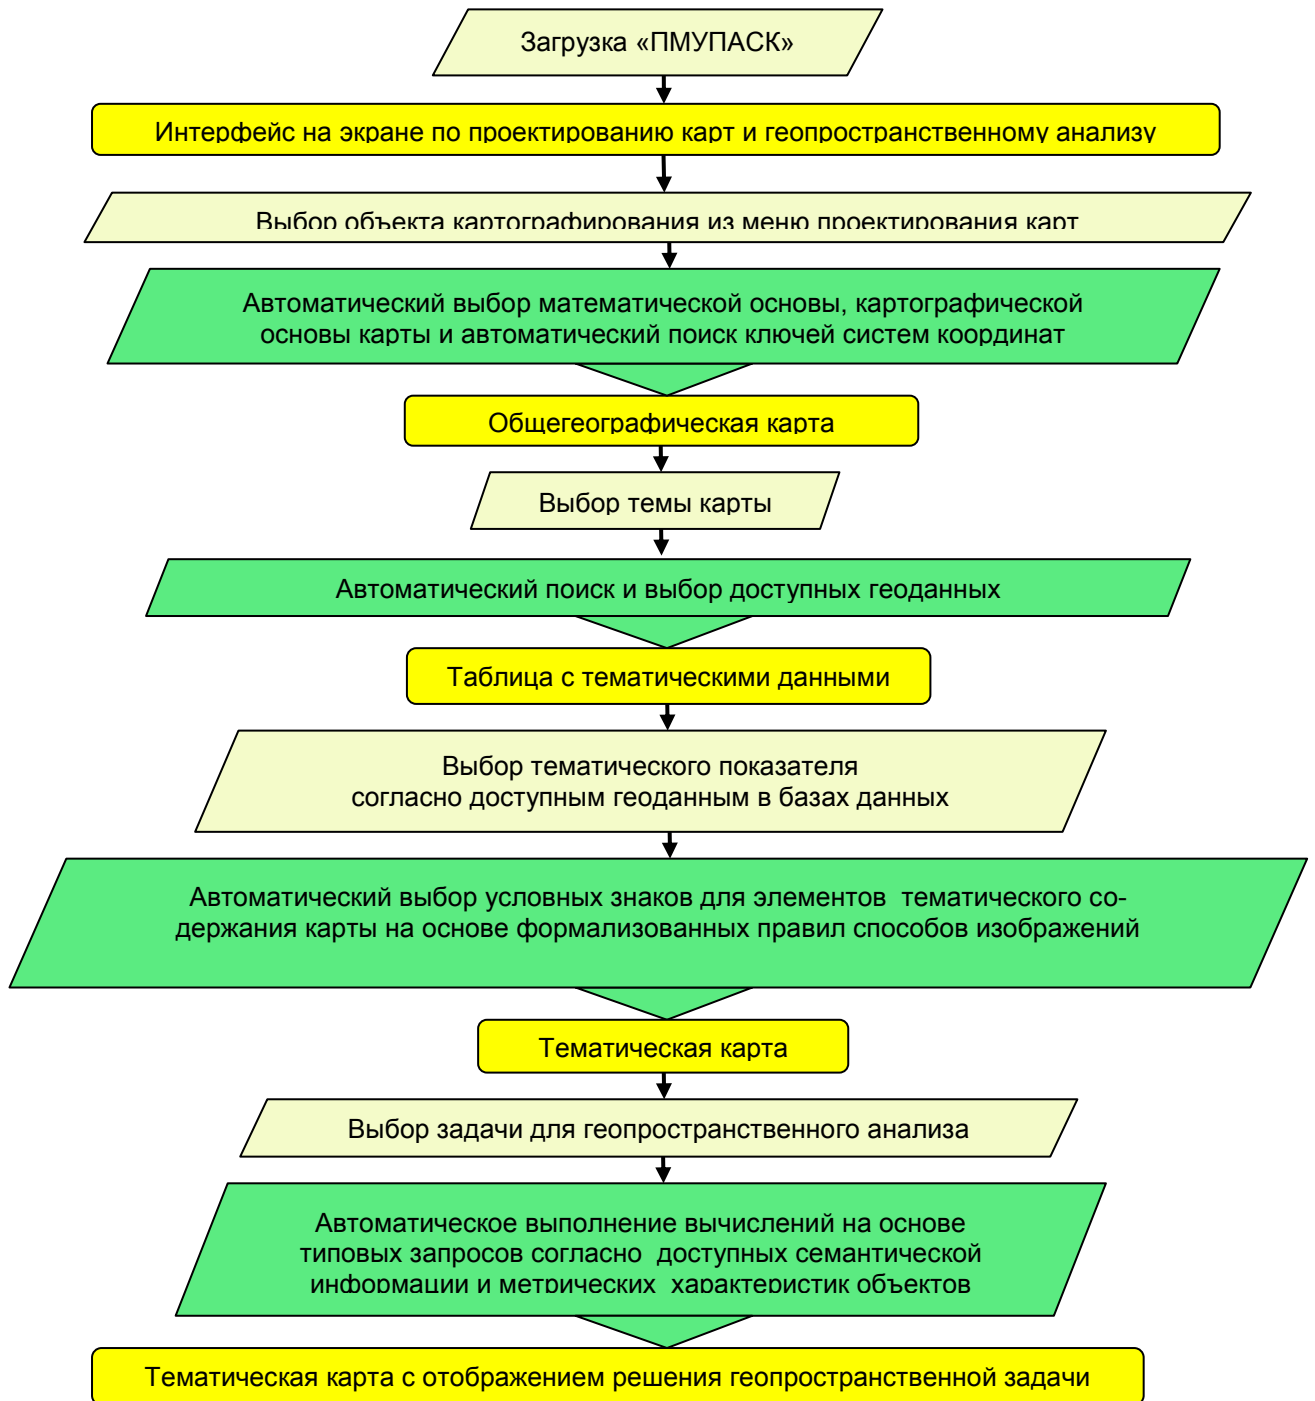 Загрузка «ПМУПАСК»
Интерфейс на экране по проектированию карт и геопространственному анализу
Выбор объекта картографирования из меню проектирования карт
Автоматический выбор математической основы, картографической
основы карты и автоматический поиск ключей систем координат
Общегеографическая карта
Выбор темы карты
Автоматический поиск и выбор доступных геоданных
Таблица с тематическими данными
Выбор тематического показателя
согласно доступным геоданным в базах данных
Автоматический выбор условных знаков для элементов тематического со-
держания карты на основе формализованных правил способов изображений
Тематическая карта
Выбор задачи для геопространственного анализа
Автоматическое выполнение вычислений на основе
типовых запросов согласно доступных семантической
информации и метрических характеристик объектов
Тематическая карта с отображением решения геопространственной задачи